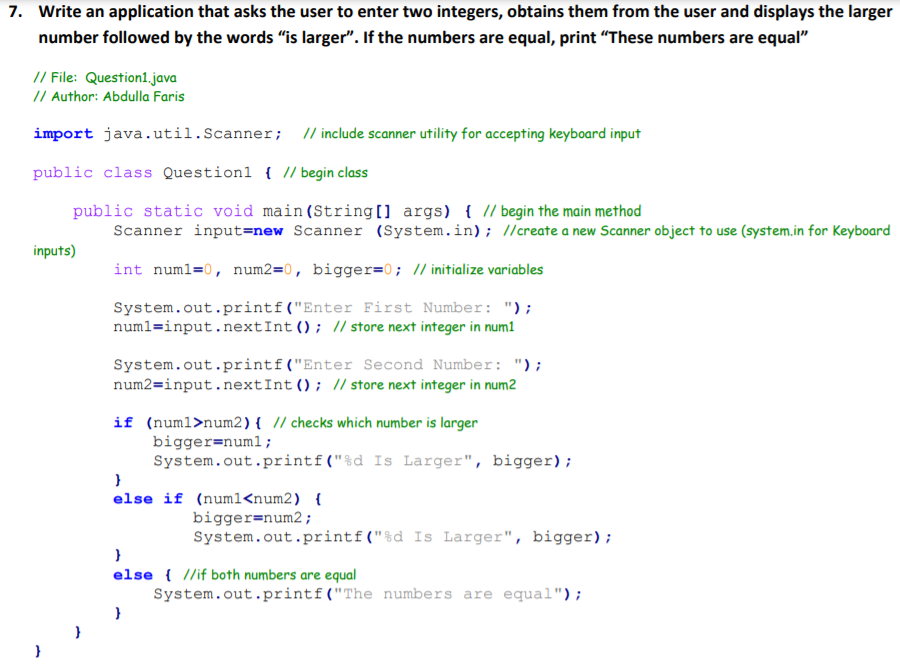 7. Write an application that asks the user to enter two integers, obtains them from the user and displays the larger
number followed by the words “is larger”. If the numbers are equal, print “These numbers are equal”
// File: Question1.java
// Author: Abdulla Faris
import java.util.Scanner; // include scanner utility for accepting keyboard input
public class Question1 { // begin class
public static void main(String[] args) { // begin the main method
Scanner input=new Scanner (System.in); //create a new Scanner object to use (system.in for Keyboard
inputs)
int num1=0, num2=0, bigger=0; // initialize variables
System.out.printf("Enter First Number: ");
num1=input.nextInt(); // store next integer in num1
System.out.printf("Enter Second Number: ");
num2=input.nextInt(); // store next integer in num2
if (num1>num2){ // checks which number is larger
bigger=num1;
System.out.printf("%d Is Larger", bigger);
}
else if (num1<num2) {
bigger=num2;
System.out.printf("%d Is Larger", bigger);
}
else { //if both numbers are equal
System.out.printf("The numbers are equal");
}
}
}